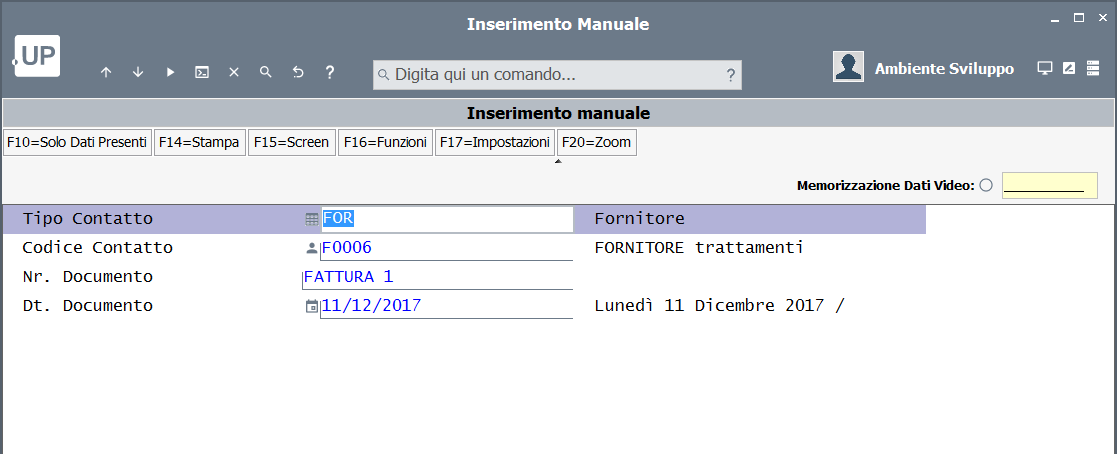 Inserimento Manuale
.UP
?
Digita qui un comando... ?
Ambiente Sviluppo
Inserimento manuale
F10=Solo Dati Presenti F14=Stampa F15=Screen F16=Funzioni F17=Impostazioni F20=Zoom
Memorizzazione Dati Video:
Tipo Contatto FOR Fornitore
Codice Contatto F0006 FORNITORE trattamenti
Nr. Documento FATTURA 1
Dt. Documento 11/12/2017 Lunedì 11 Dicembre 2017 /